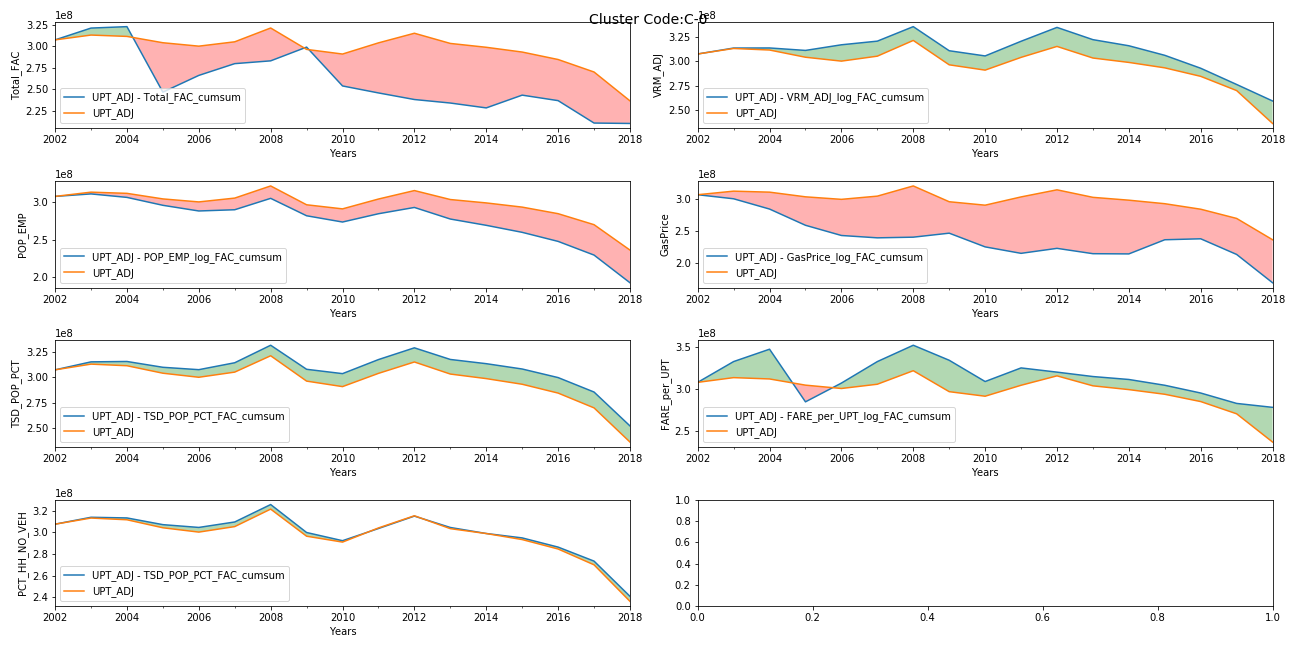 Cluster Code:C-0
1e8
3.25
3.00
2.75
2.50
2.25
Total_FAC
UPT_ADJ - Total_FAC_cumsum
UPT_ADJ
2002 2004 2006 2008 2010 2012 2014 2016 2018
Years
1e8
3.25
3.00
2.75
2.50
VRM_ADJ
UPT_ADJ - VRM_ADJ_log_FAC_cumsum
UPT_ADJ
2002 2004 2006 2008 2010 2012 2014 2016 2018
Years
1e8
3.0
2.5
2.0
POP_EMP
UPT_ADJ - POP_EMP_log_FAC_cumsum
UPT_ADJ
2002 2004 2006 2008 2010 2012 2014 2016 2018
Years
1e8
3.0
2.5
2.0
GasPrice
UPT_ADJ - GasPrice_log_FAC_cumsum
UPT_ADJ
2002 2004 2006 2008 2010 2012 2014 2016 2018
Years
1e8
3.25
3.00
2.75
2.50
TSD_POP_PCT
UPT_ADJ - TSD_POP_PCT_FAC_cumsum
UPT_ADJ
2002 2004 2006 2008 2010 2012 2014 2016 2018
Years
1e8
3.5
3.0
2.5
FARE_per_UPT
UPT_ADJ - FARE_per_UPT_log_FAC_cumsum
UPT_ADJ
2002 2004 2006 2008 2010 2012 2014 2016 2018
Years
1e8
3.2
3.0
2.8
2.6
2.4
PCT_HH_NO_VEH
UPT_ADJ - TSD_POP_PCT_FAC_cumsum
UPT_ADJ
2002 2004 2006 2008 2010 2012 2014 2016 2018
Years
1.0
0.8
0.6
0.4
0.2
0.0
0.0 0.2 0.4 0.6 0.8 1.0